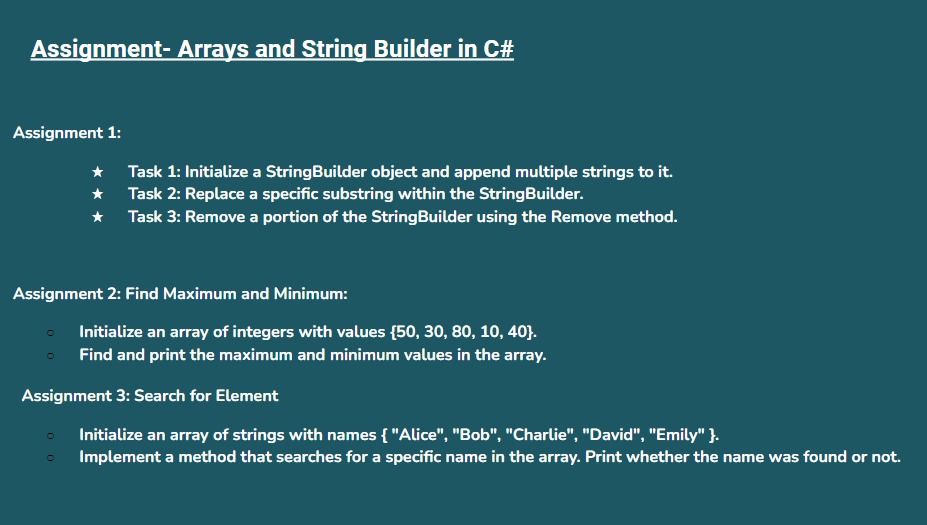 Assignment- Arrays and String Builder in C#
Assignment 1:
★ Task 1: Initialize a StringBuilder object and append multiple strings to it.
★ Task 2: Replace a specific substring within the StringBuilder.
★ Task 3: Remove a portion of the StringBuilder using the Remove method.
Assignment 2: Find Maximum and Minimum:
○ Initialize an array of integers with values {50, 30, 80, 10, 40}.
○ Find and print the maximum and minimum values in the array.
Assignment 3: Search for Element
○ Initialize an array of strings with names { "Alice", "Bob", "Charlie", "David", "Emily" }.
○ Implement a method that searches for a specific name in the array. Print whether the name was found or not.